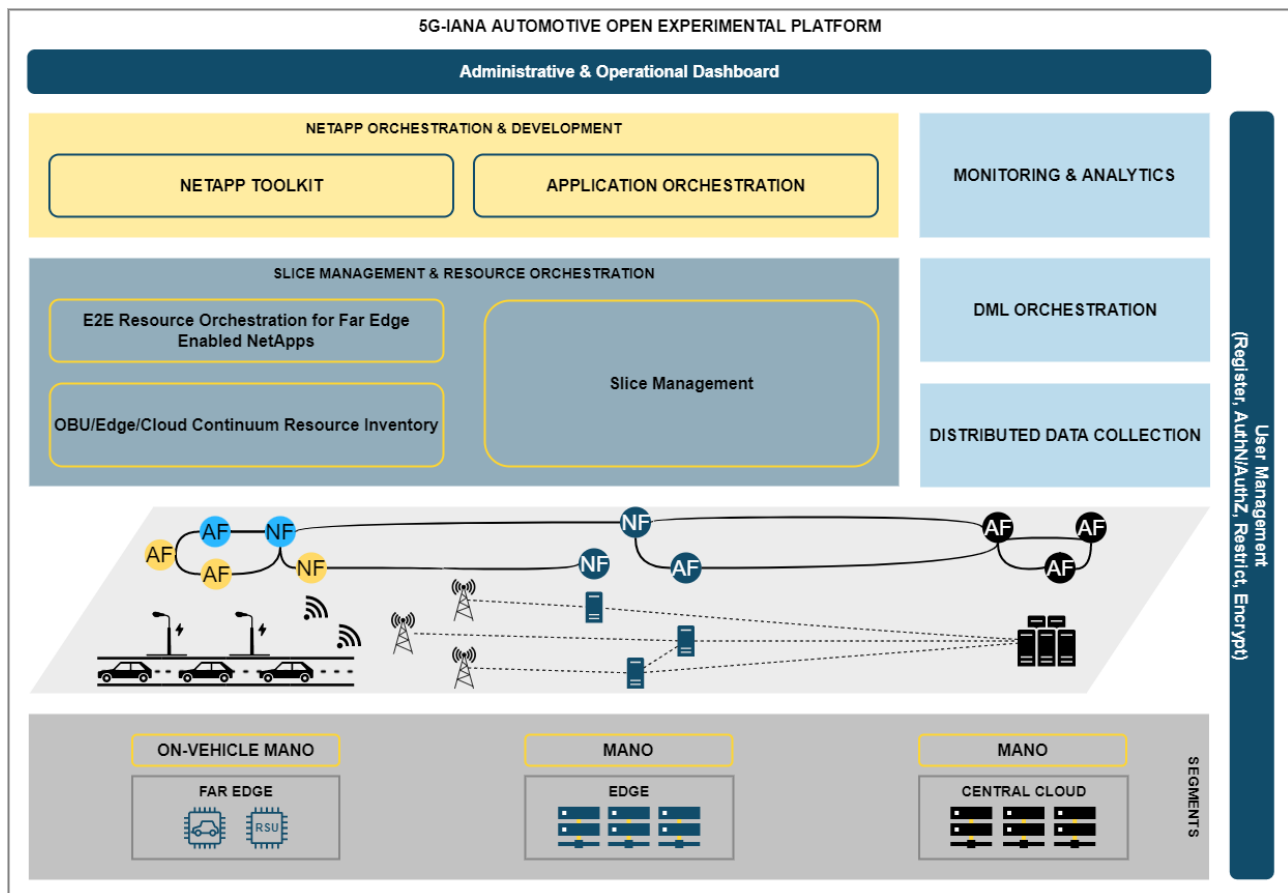 5G-IANA AUTOMOTIVE OPEN EXPERIMENTAL PLATFORM
Administrative & Operational Dashboard
NETAPP ORCHESTRATION & DEVELOPMENT
NETAPP TOOLKIT
APPLICATION ORCHESTRATION
MONITORING & ANALYTICS
SLICE MANAGEMENT & RESOURCE ORCHESTRATION
E2E Resource Orchestration for Far Edge
Enabled NetApps
OBU/Edge/Cloud Continuum Resource Inventory
Slice Management
DML ORCHESTRATION
DISTRIBUTED DATA COLLECTION
User Management
(Register, AuthN/AuthZ, Restrict, Encrypt)
AF
AF
NF
AF
NF
NF
NF
AF
AF
AF
AF
ON-VEHICLE MANO
MANO
MANO
FAR EDGE
RSU
EDGE
CENTRAL CLOUD
SEGMENTS